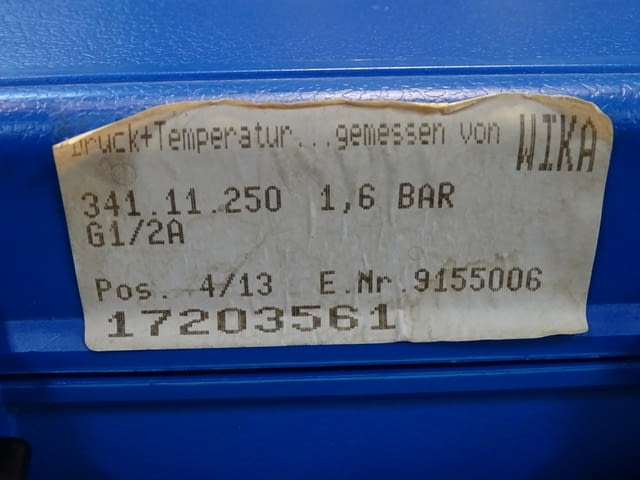 Druck+Temperatur...gemessen von WIKA
341.11.250 1,6 BAR
G1/2A
Pos. 4/13 E.Nr.9155006
17203561